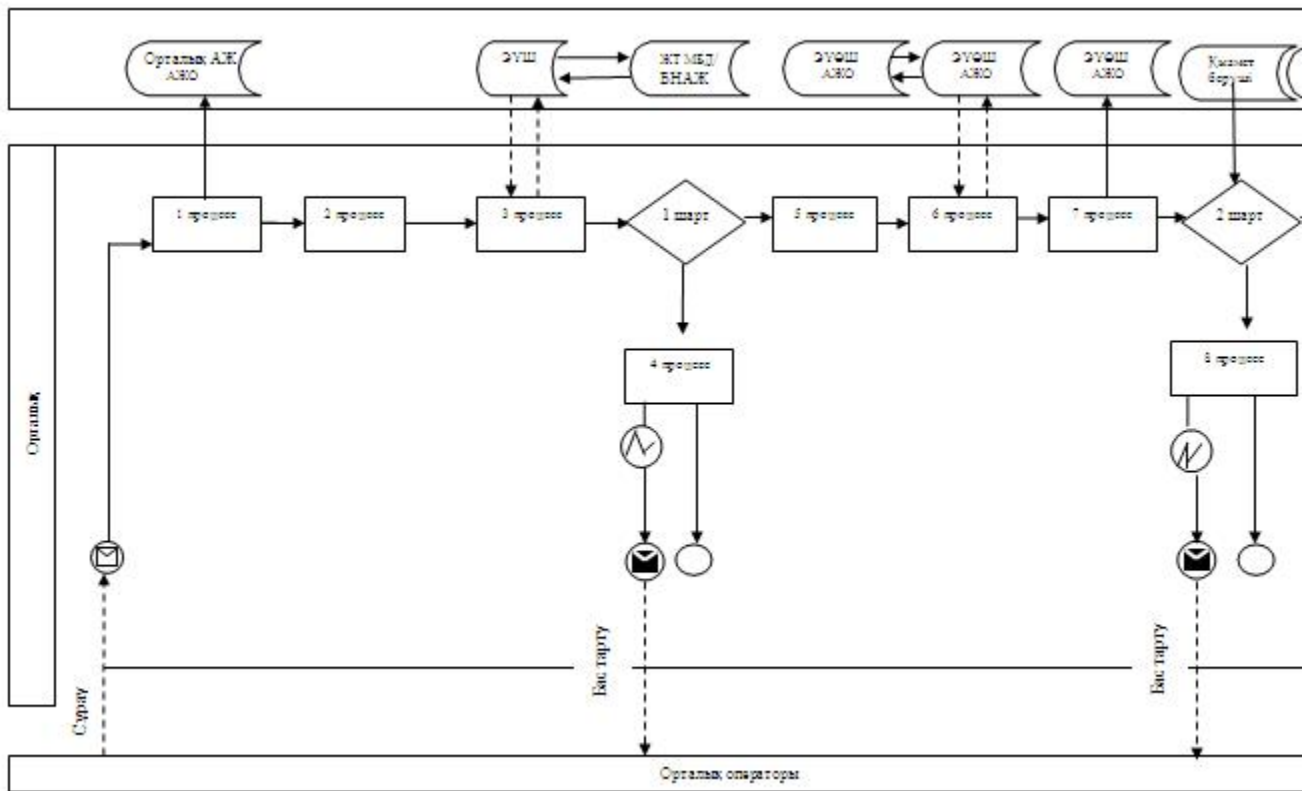 Орталық АЖ
АЖО
ЭҮШ
ЖТ МБД/
БНАЖ
ЭҮӨШ
АЖО
ЭҮӨШ
АЖО
ЭҮӨШ
АЖО
Қызмет
беруші
1 процесс
2 процесс
3 процесс
1 шарт
5 процесс
6 процесс
7 процесс
2 шарт
4 процесс
8 процесс
Орталық
Сұрау
Бас тарту
Бас тарту
Орталық операторы